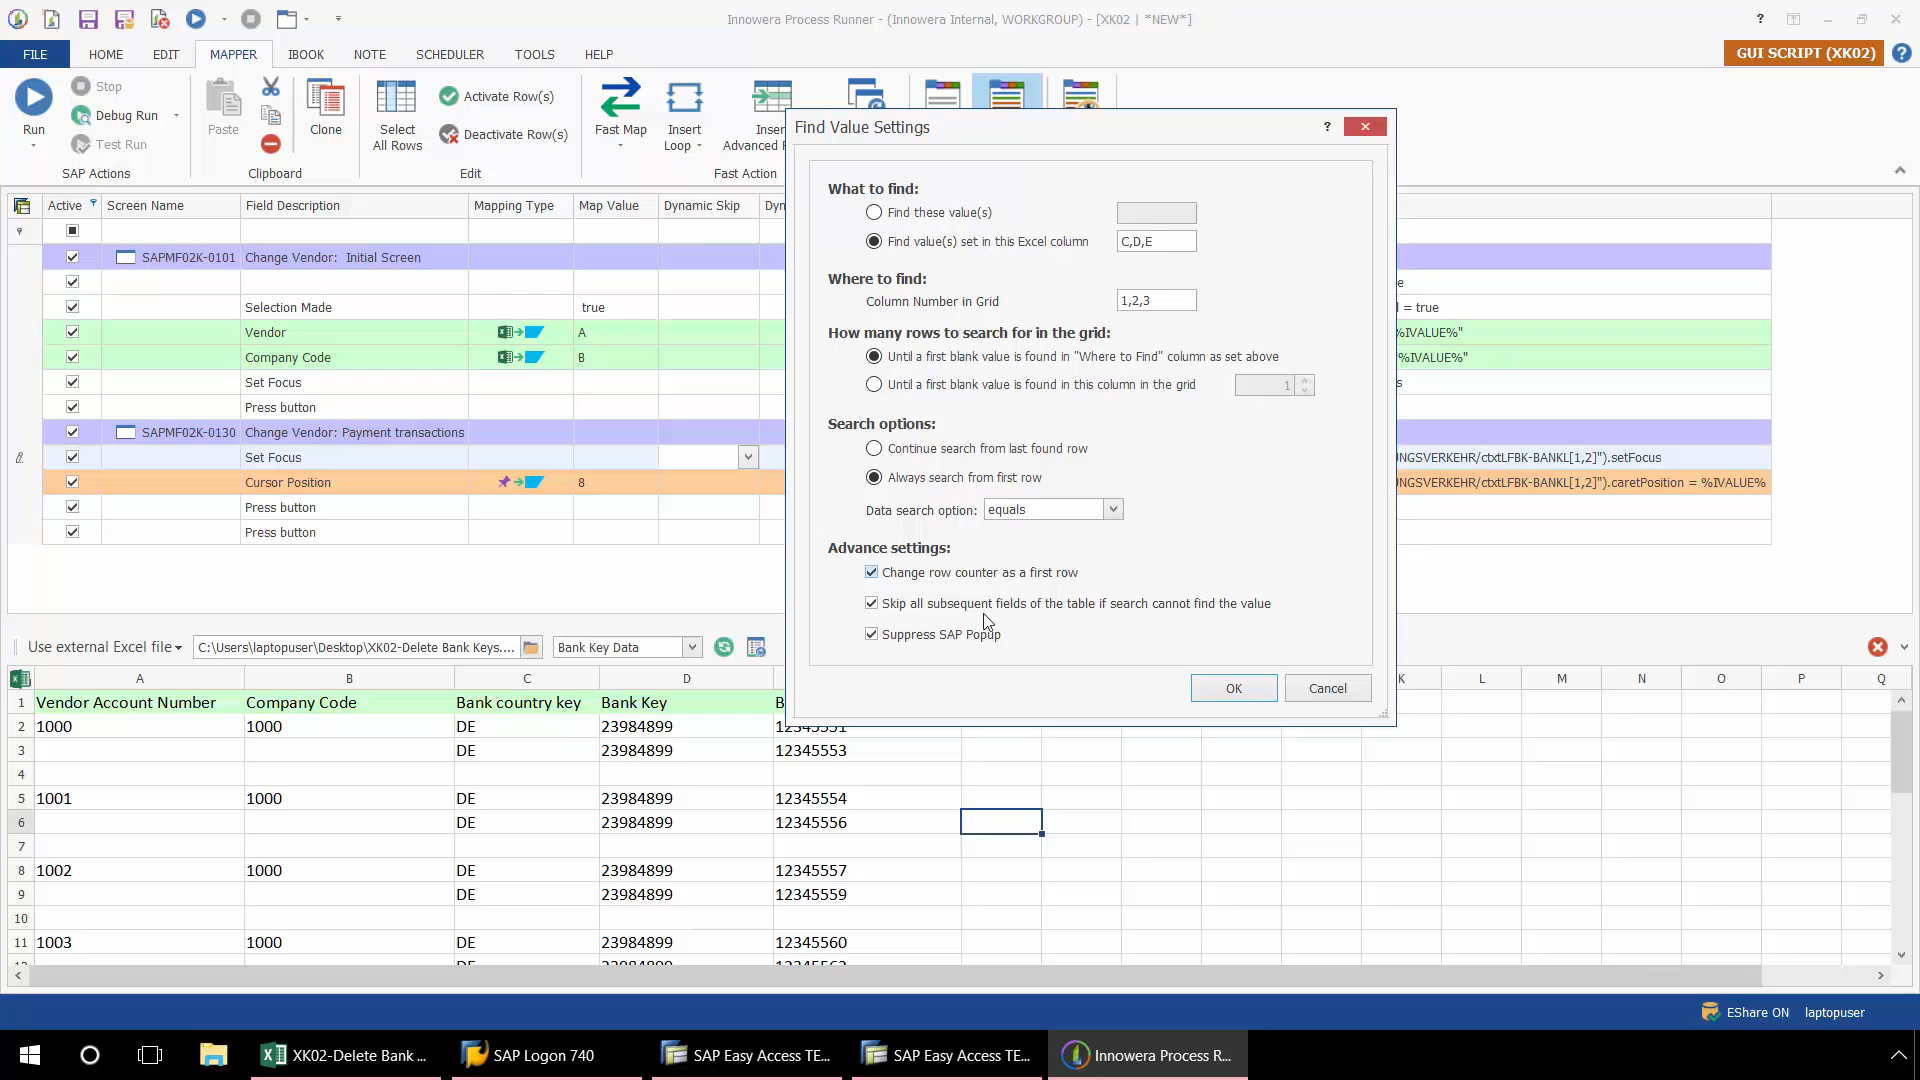 Innowera Process Runner - (Innowera Internal, WORKGROUP) - [XK02 | *NEW*]
FILE HOME EDIT MAPPER IBOOK NOTE SCHEDULER TOOLS HELP
GUI SCRIPT (XK02)
Run
Stop
Debug Run
Test Run
SAP Actions
Paste
Clone
Clipboard
Select All Rows
Activate Row(s)
Deactivate Row(s)
Edit
Fast Map
Insert Loop
Fast Action
Active Screen Name Field Description Mapping Type Map Value Dynamic Skip
SAPMF02K-0101 Change Vendor: Initial Screen
Selection Made true = true
Vendor A %IVALUE%"
Company Code B %IVALUE%"
Set Focus
Press button
SAPMF02K-0130 Change Vendor: Payment transactions
Set Focus NGSVERKEHR/ctxtLFBK-BANKL[1,2]").setFocus
Cursor Position 8 NGSVERKEHR/ctxtLFBK-BANKL[1,2]").caretPosition = %IVALUE%
Press button
Press button
Find Value Settings ?
What to find:
Find these value(s)
Find value(s) set in this Excel column C,D,E
Where to find:
Column Number in Grid 1,2,3
How many rows to search for in the grid:
Until a first blank value is found in "Where to Find" column as set above
Until a first blank value is found in this column in the grid 1
Search options:
Continue search from last found row
Always search from first row
Data search option: equals
Advance settings:
Change row counter as a first row
Skip all subsequent fields of the table if search cannot find the value
Suppress SAP Popup
OK Cancel
Use external Excel file C:\Users\laptopuser\Desktop\XK02-Delete Bank Keys.... Bank Key Data
A B C D K L M N O P Q
1 Vendor Account Number Company Code Bank country key Bank Key
2 1000 1000 DE 23984899 12345551
3 DE 23984899 12345553
4
5 1001 1000 DE 23984899 12345554
6 DE 23984899 12345556
7
8 1002 1000 DE 23984899 12345557
9 DE 23984899 12345559
10
11 1003 1000 DE 23984899 12345560
EShare ON laptopuser
XK02-Delete Bank ... SAP Logon 740 SAP Easy Access TE... SAP Easy Access TE... Innowera Process R...